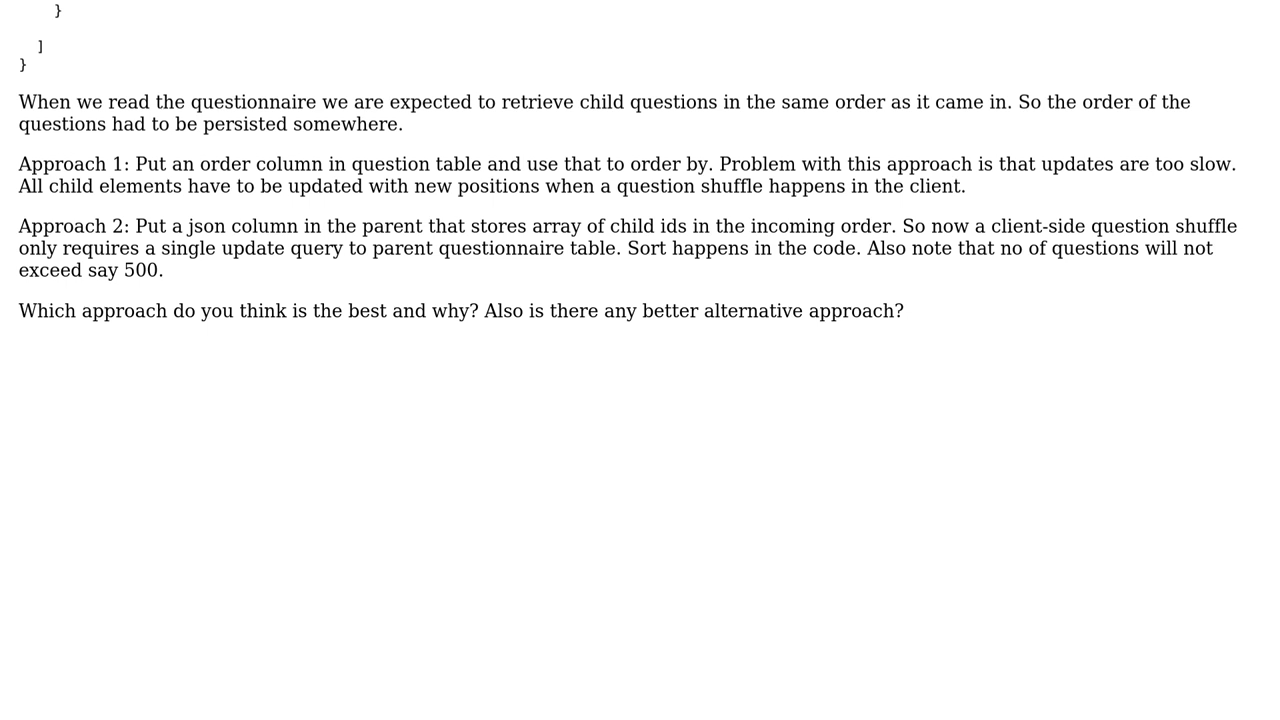 }
]
}
When we read the questionnaire we are expected to retrieve child questions in the same order as it came in. So the order of the
questions had to be persisted somewhere.
Approach 1: Put an order column in question table and use that to order by. Problem with this approach is that updates are too slow.
All child elements have to be updated with new positions when a question shuffle happens in the client.
Approach 2: Put a json column in the parent that stores array of child ids in the incoming order. So now a client-side question shuffle
only requires a single update query to parent questionnaire table. Sort happens in the code. Also note that no of questions will not
exceed say 500.
Which approach do you think is the best and why? Also is there any better alternative approach?